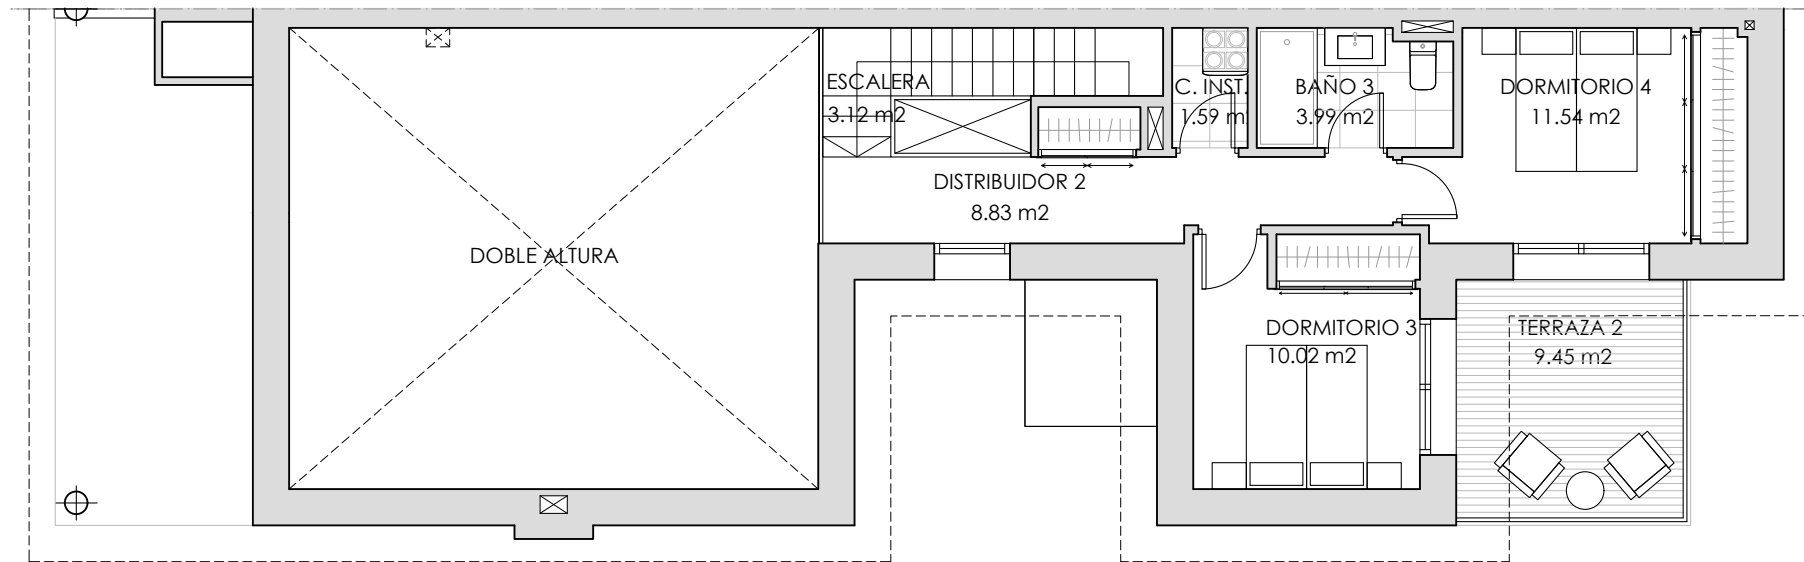 ESCALERA
3.12 m2
C. INST.
1.59 m
BAÑO 3
3.99 m2
DORMITORIO 4
11.54 m2
DISTRIBUIDOR 2
8.83 m2
DOBLE ALTURA
DORMITORIO 3
10.02 m2
TERRAZA 2
9.45 m2